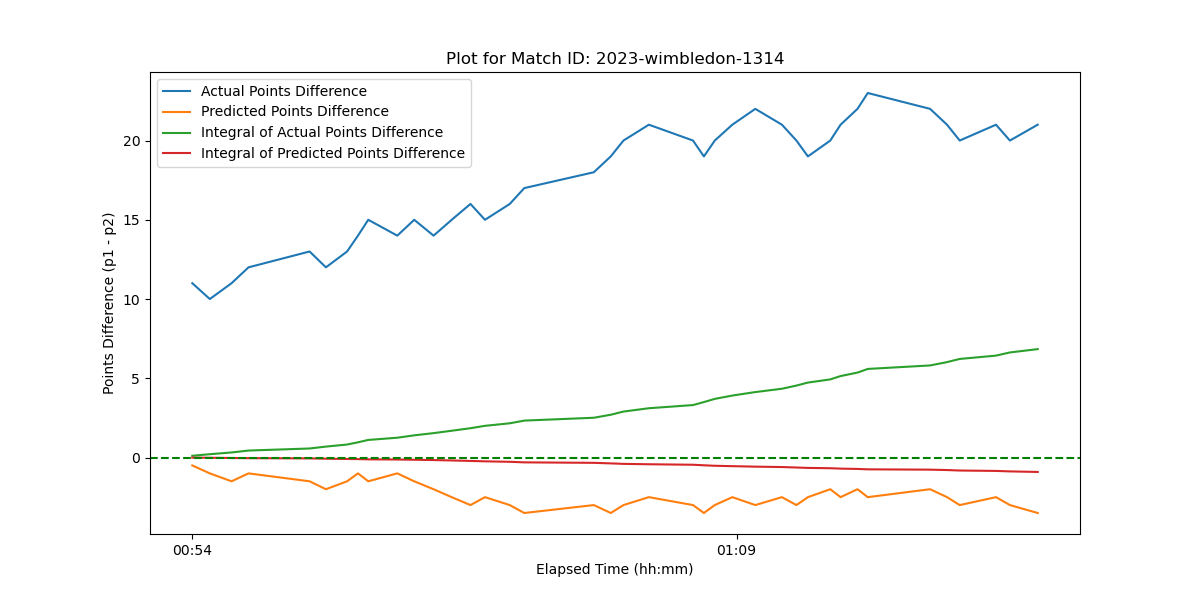 Plot for Match ID: 2023-wimbledon-1314
Actual Points Difference
Predicted Points Difference
Integral of Actual Points Difference
Integral of Predicted Points Difference
Points Difference (p1 - p2)
20
15
10
5
0
00:54
01:09
Elapsed Time (hh:mm)